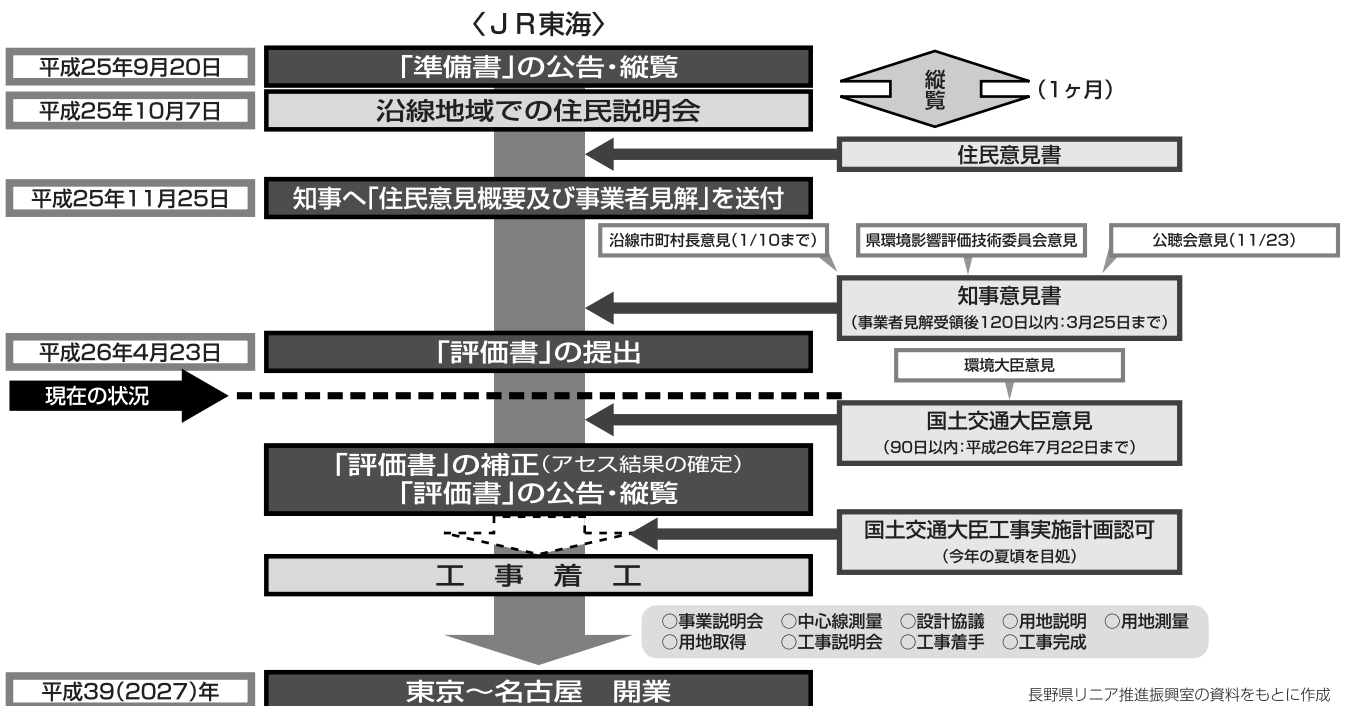 〈JR東海〉
平成25年9月20日
「準備書」の公告・縦覧
縦覧
(1ヶ月)
平成25年10月7日
沿線地域での住民説明会
住民意見書
平成25年11月25日
知事へ「住民意見概要及び事業者見解」を送付
沿線市町村長意見(1/10まで)
県環境影響評価技術委員会意見
公聴会意見(11/23)
知事意見書
(事業者見解受領後120日以内:3月25日まで)
平成26年4月23日
「評価書」の提出
環境大臣意見
現在の状況
国土交通大臣意見
(90日以内:平成26年7月22日まで)
「評価書」の補正(アセス結果の確定)
「評価書」の公告・縦覧
国土交通大臣工事実施計画認可
(今年の夏頃を目処)
工 事 着 工
○事業説明会 ○中心線測量 ○設計協議 ○用地説明 ○用地測量
○用地取得 ○工事説明会 ○工事着手 ○工事完成
平成39(2027)年
東京〜名古屋 開業
長野県リニア推進振興室の資料をもとに作成